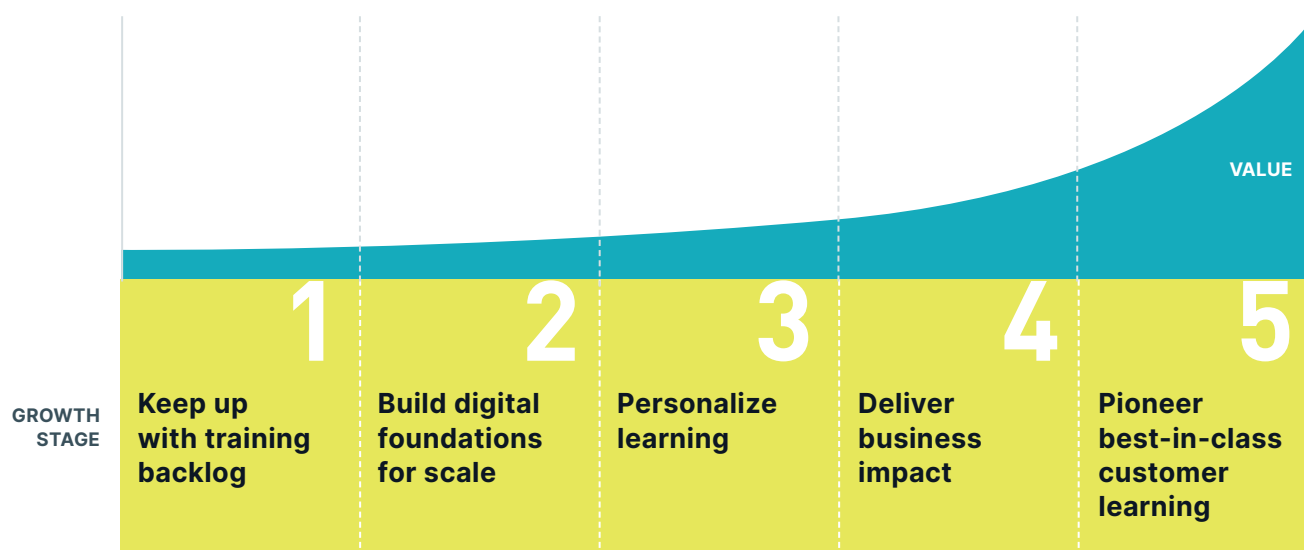 VALUE
1
2
3
4
5
GROWTH
STAGE
Keep up
with training
backlog
Build digital
foundations
for scale
Personalize
learning
Deliver
business
impact
Pioneer
best-in-class
customer
learning